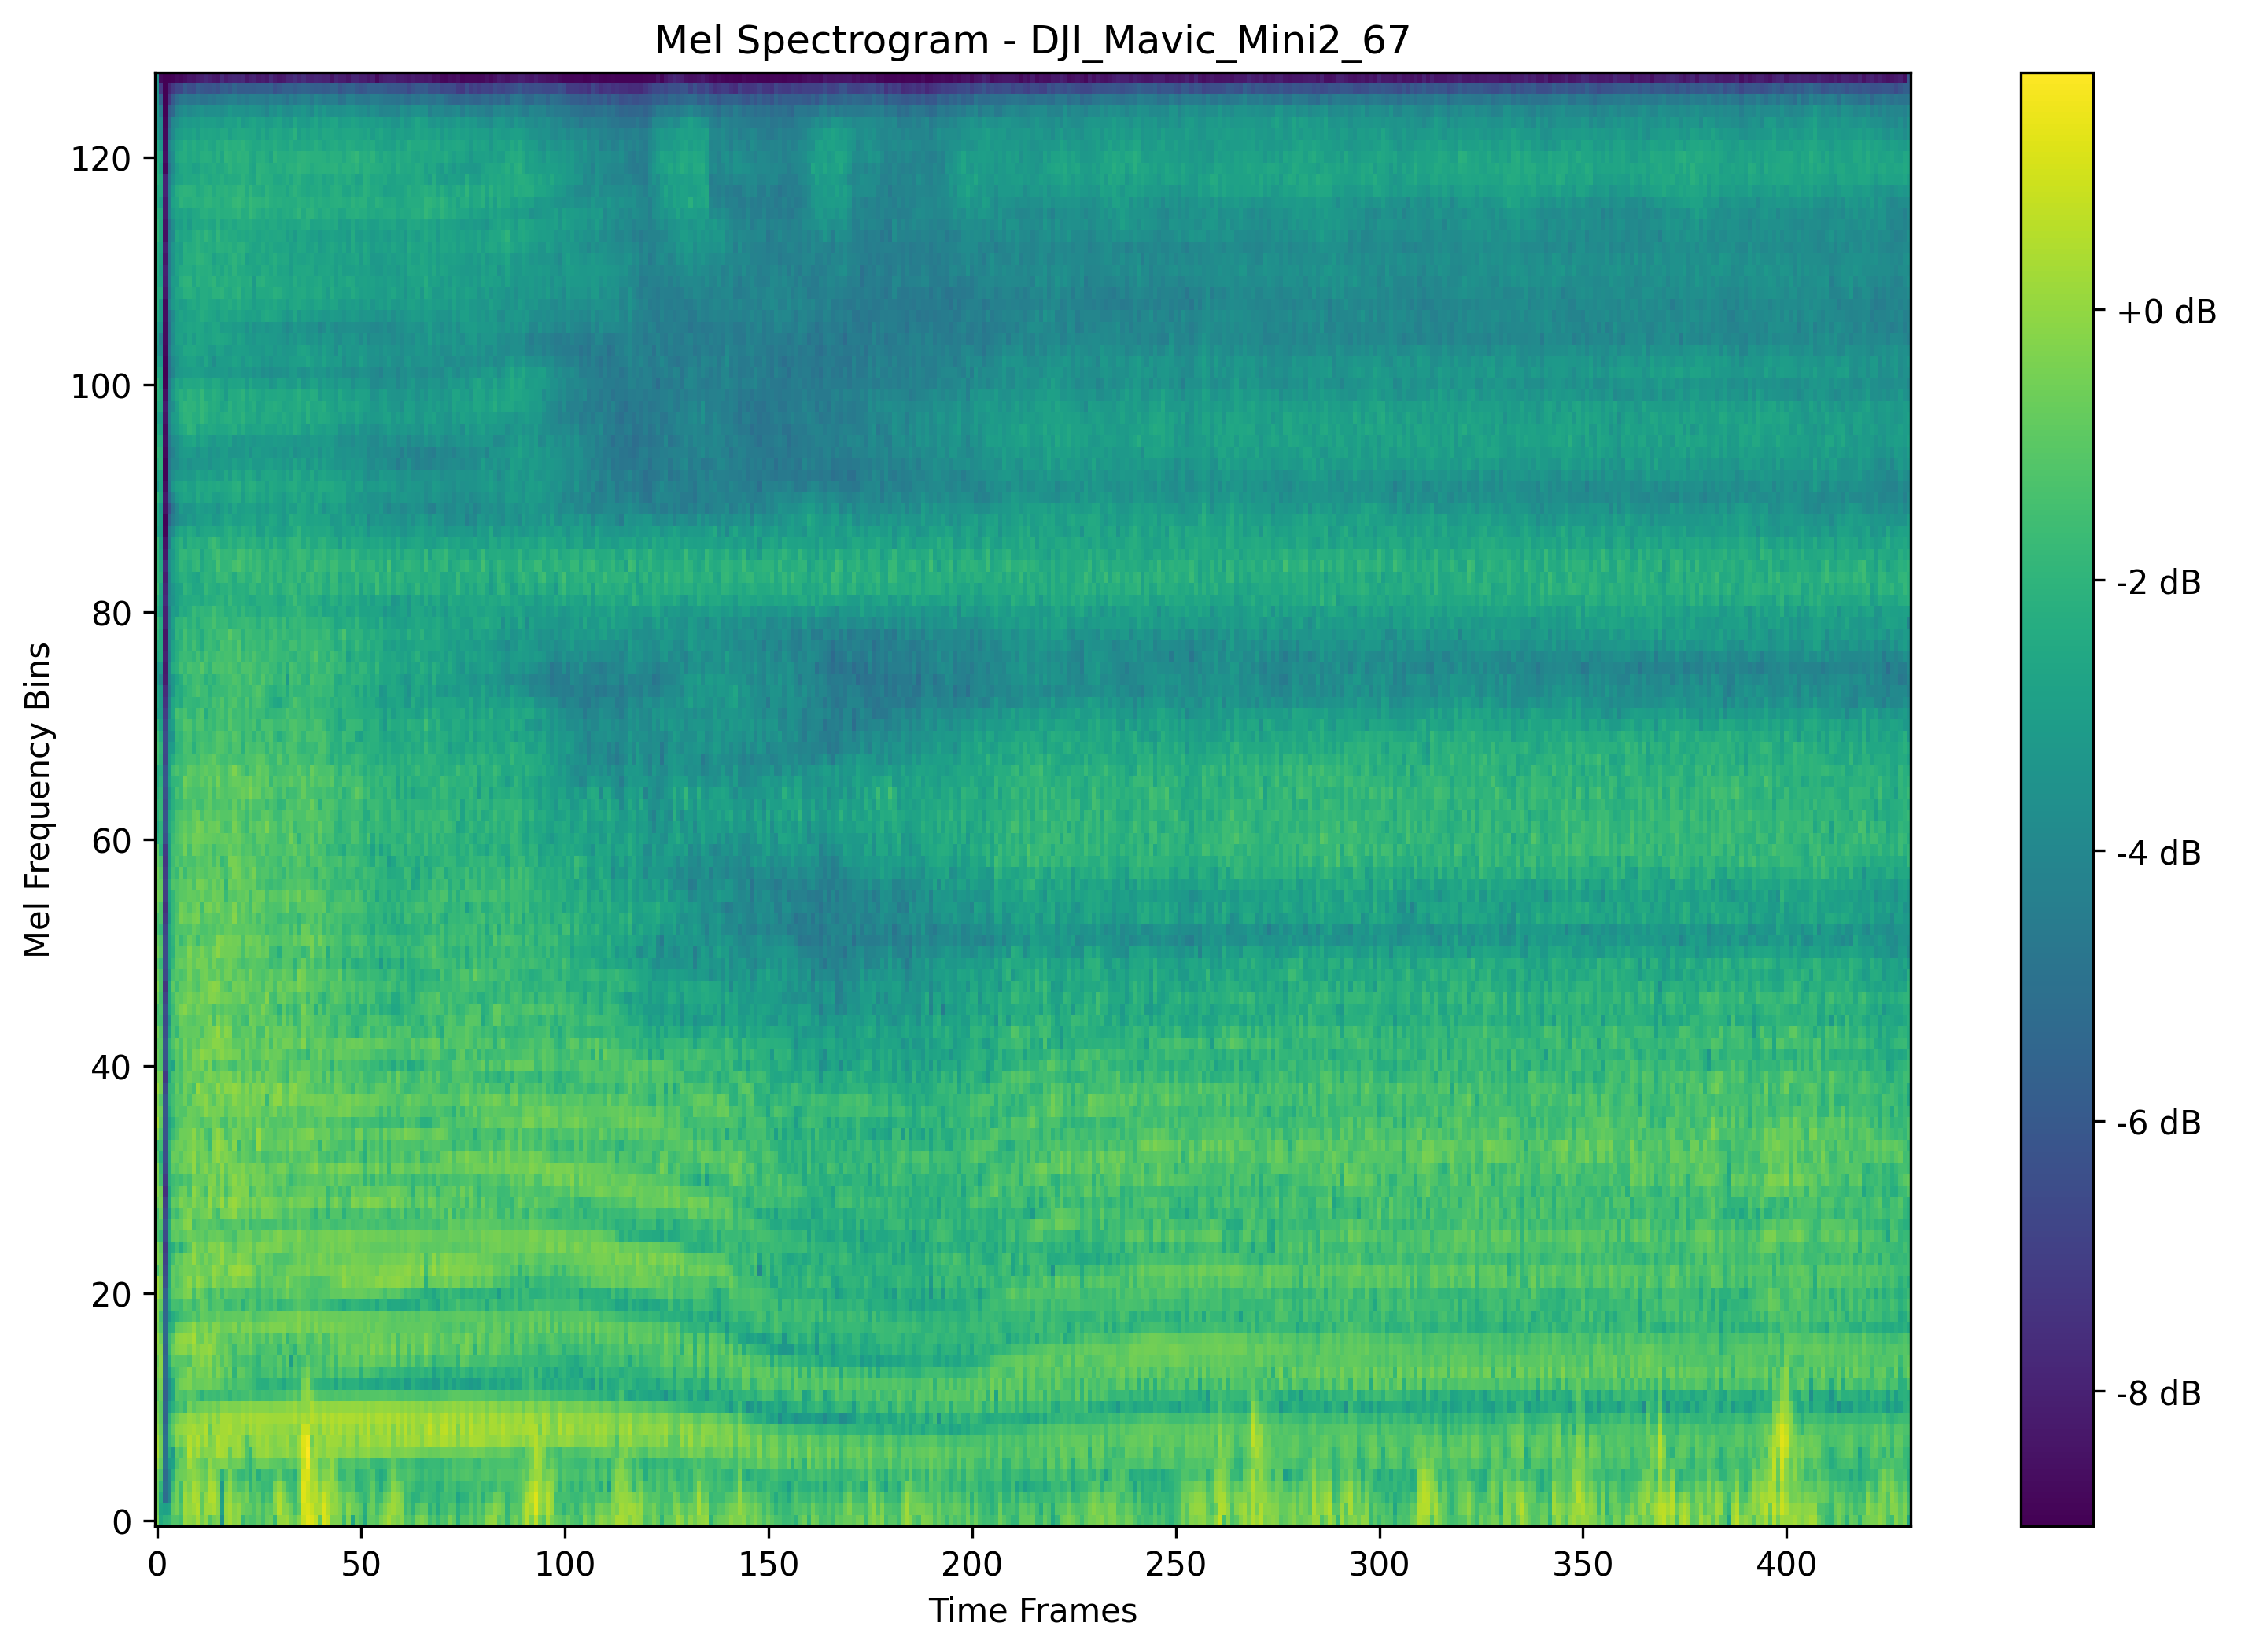 Mel Spectrogram - DJI_Mavic_Mini2_67
Mel Frequency Bins
120
100
80
60
40
20
0
0 50 100 150 200 250 300 350 400
Time Frames
+0 dB
-2 dB
-4 dB
-6 dB
-8 dB